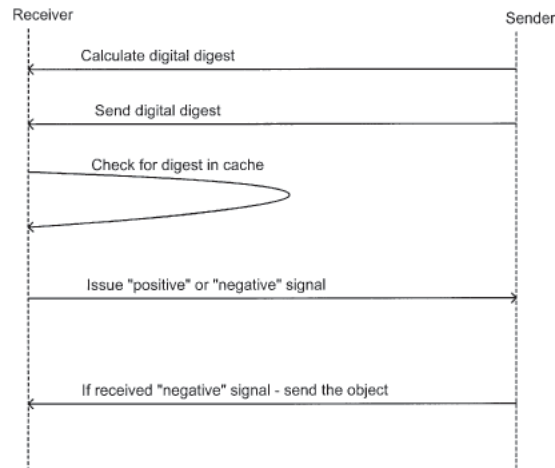 Receiver
Sender
Calculate digital digest
Send digital digest
Check for digest in cache
Issue "positive" or "negative" signal
If received "negative" signal - send the object